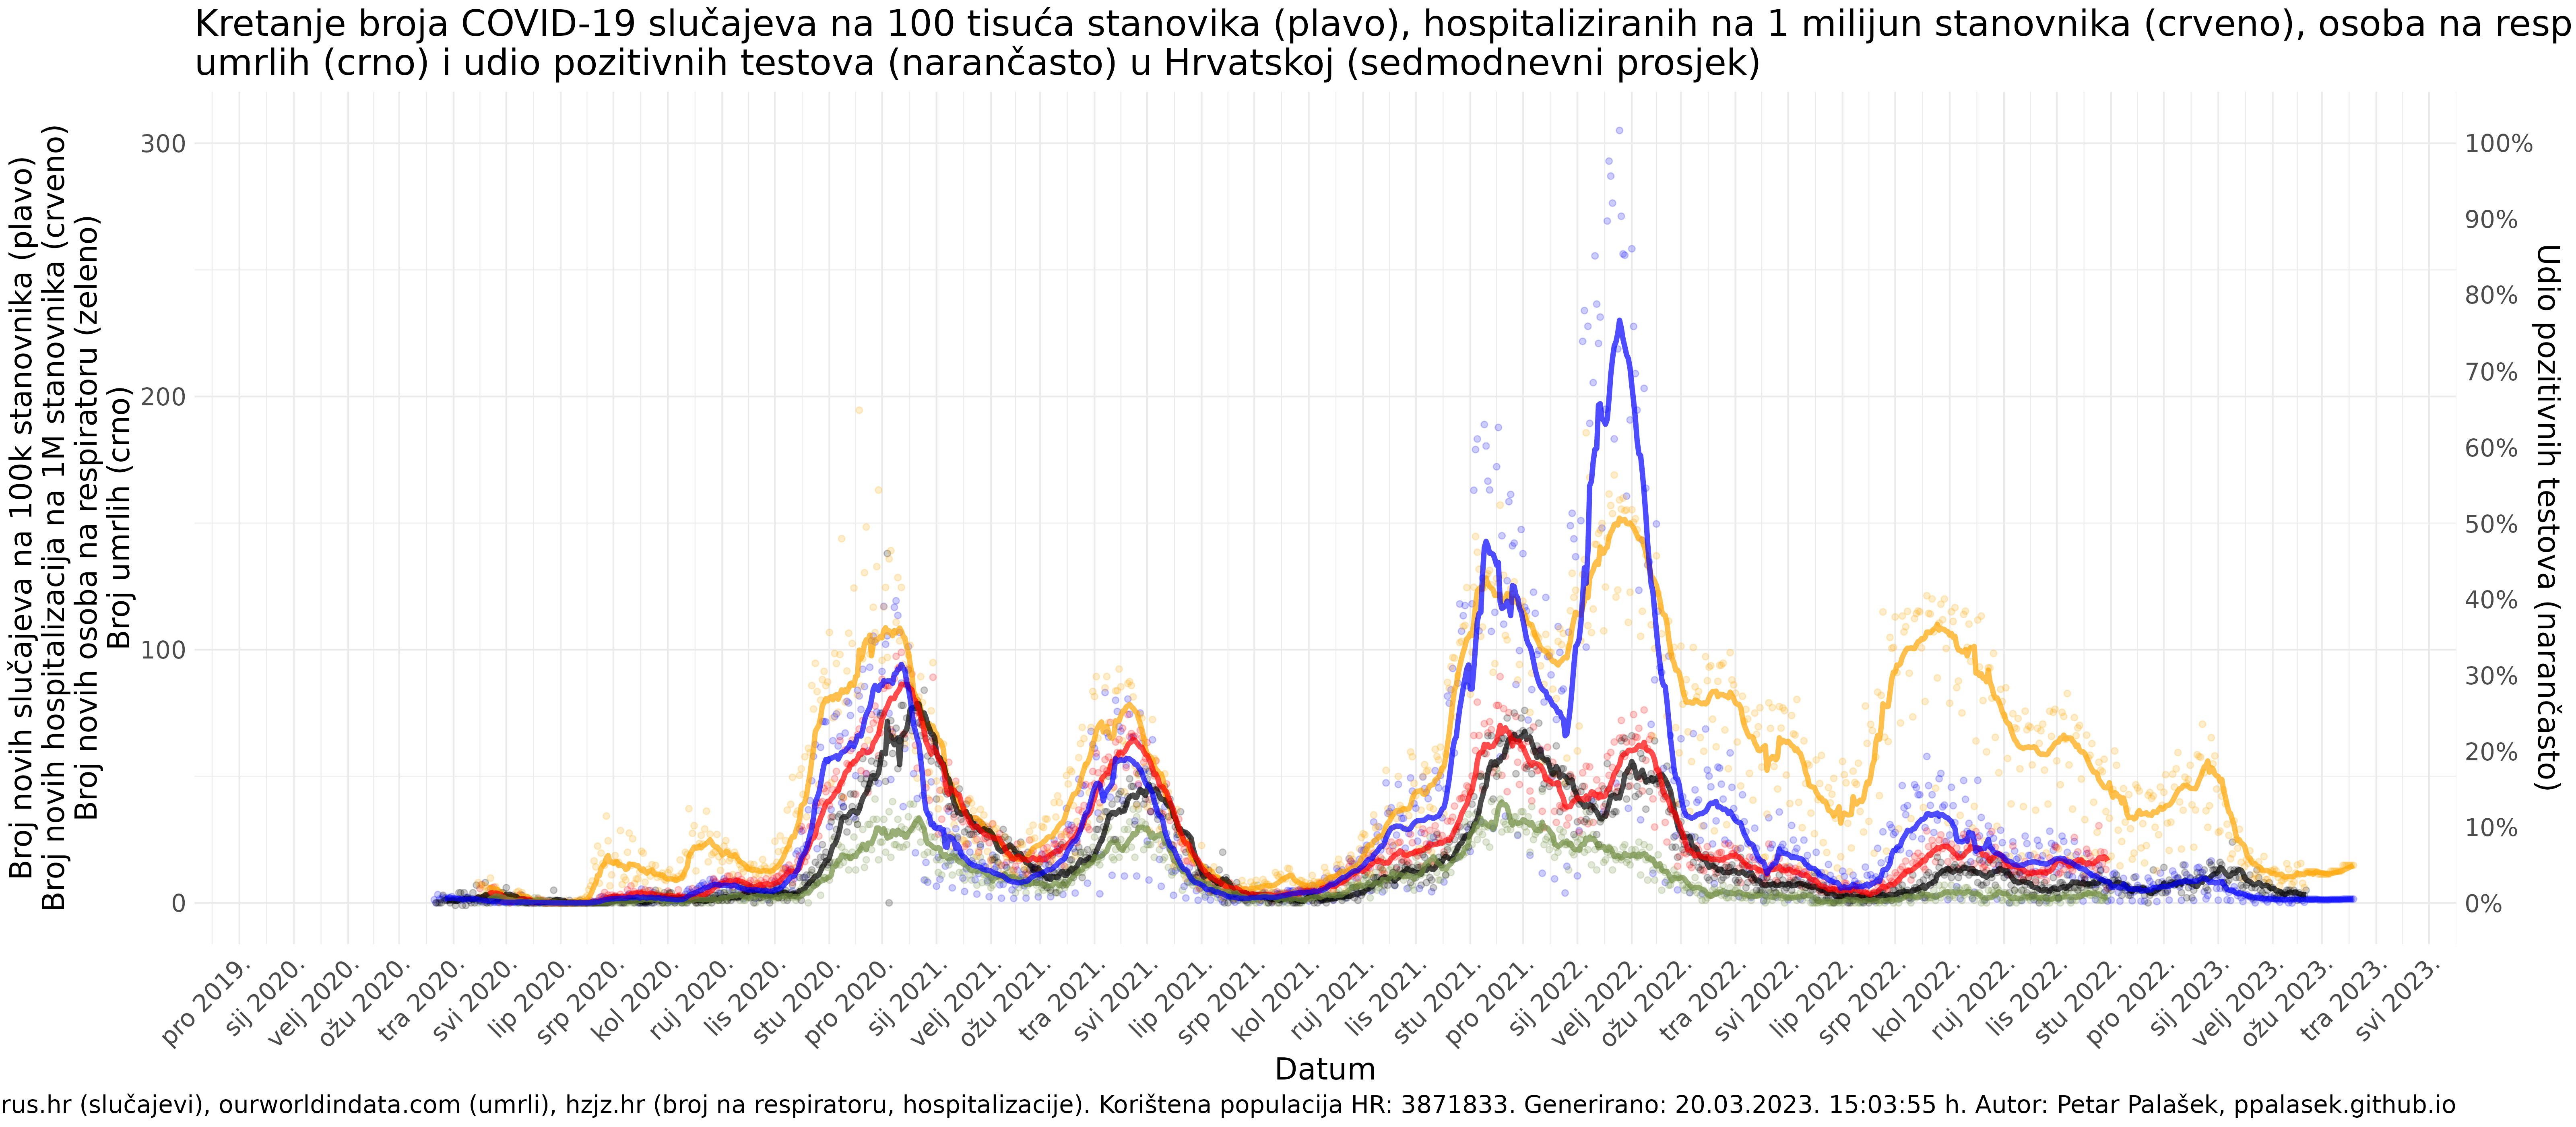 Kretanje broja COVID-19 slučajeva na 100 tisuća stanovika (plavo), hospitaliziranih na 1 milijun stanovnika (crveno), osoba na resp
umrlih (crno) i udio pozitivnih testova (narančasto) u Hrvatskoj (sedmodnevni prosjek)
Broj novih slučajeva na 100k stanovnika (plavo)
Broj novih hospitalizacija na 1M stanovnika (crveno)
Broj novih osoba na respiratoru (zeleno)
Broj umrlih (crno)
300
200
100
0
100%
90%
80%
70%
60%
50%
40%
30%
20%
10%
0%
Udio pozitivnih testova (narančasto)
pro 2019.
sij 2020.
velj 2020.
ožu 2020.
tra 2020.
svi 2020.
lip 2020.
srp 2020.
kol 2020.
ruj 2020.
lis 2020.
stu 2020.
pro 2020.
sij 2021.
velj 2021.
ožu 2021.
tra 2021.
svi 2021.
lip 2021.
srp 2021.
kol 2021.
ruj 2021.
lis 2021.
stu 2021.
pro 2021.
sij 2022.
velj 2022.
ožu 2022.
tra 2022.
svi 2022.
lip 2022.
srp 2022.
kol 2022.
ruj 2022.
lis 2022.
stu 2022.
pro 2022.
sij 2023.
velj 2023.
ožu 2023.
tra 2023.
svi 2023.
Datum
rus.hr (slučajevi), ourworldindata.com (umrli), hzjz.hr (broj na respiratoru, hospitalizacije). Korištena populacija HR: 3871833. Generirano: 20.03.2023. 15:03:55 h. Autor: Petar Palašek, ppalasek.github.io